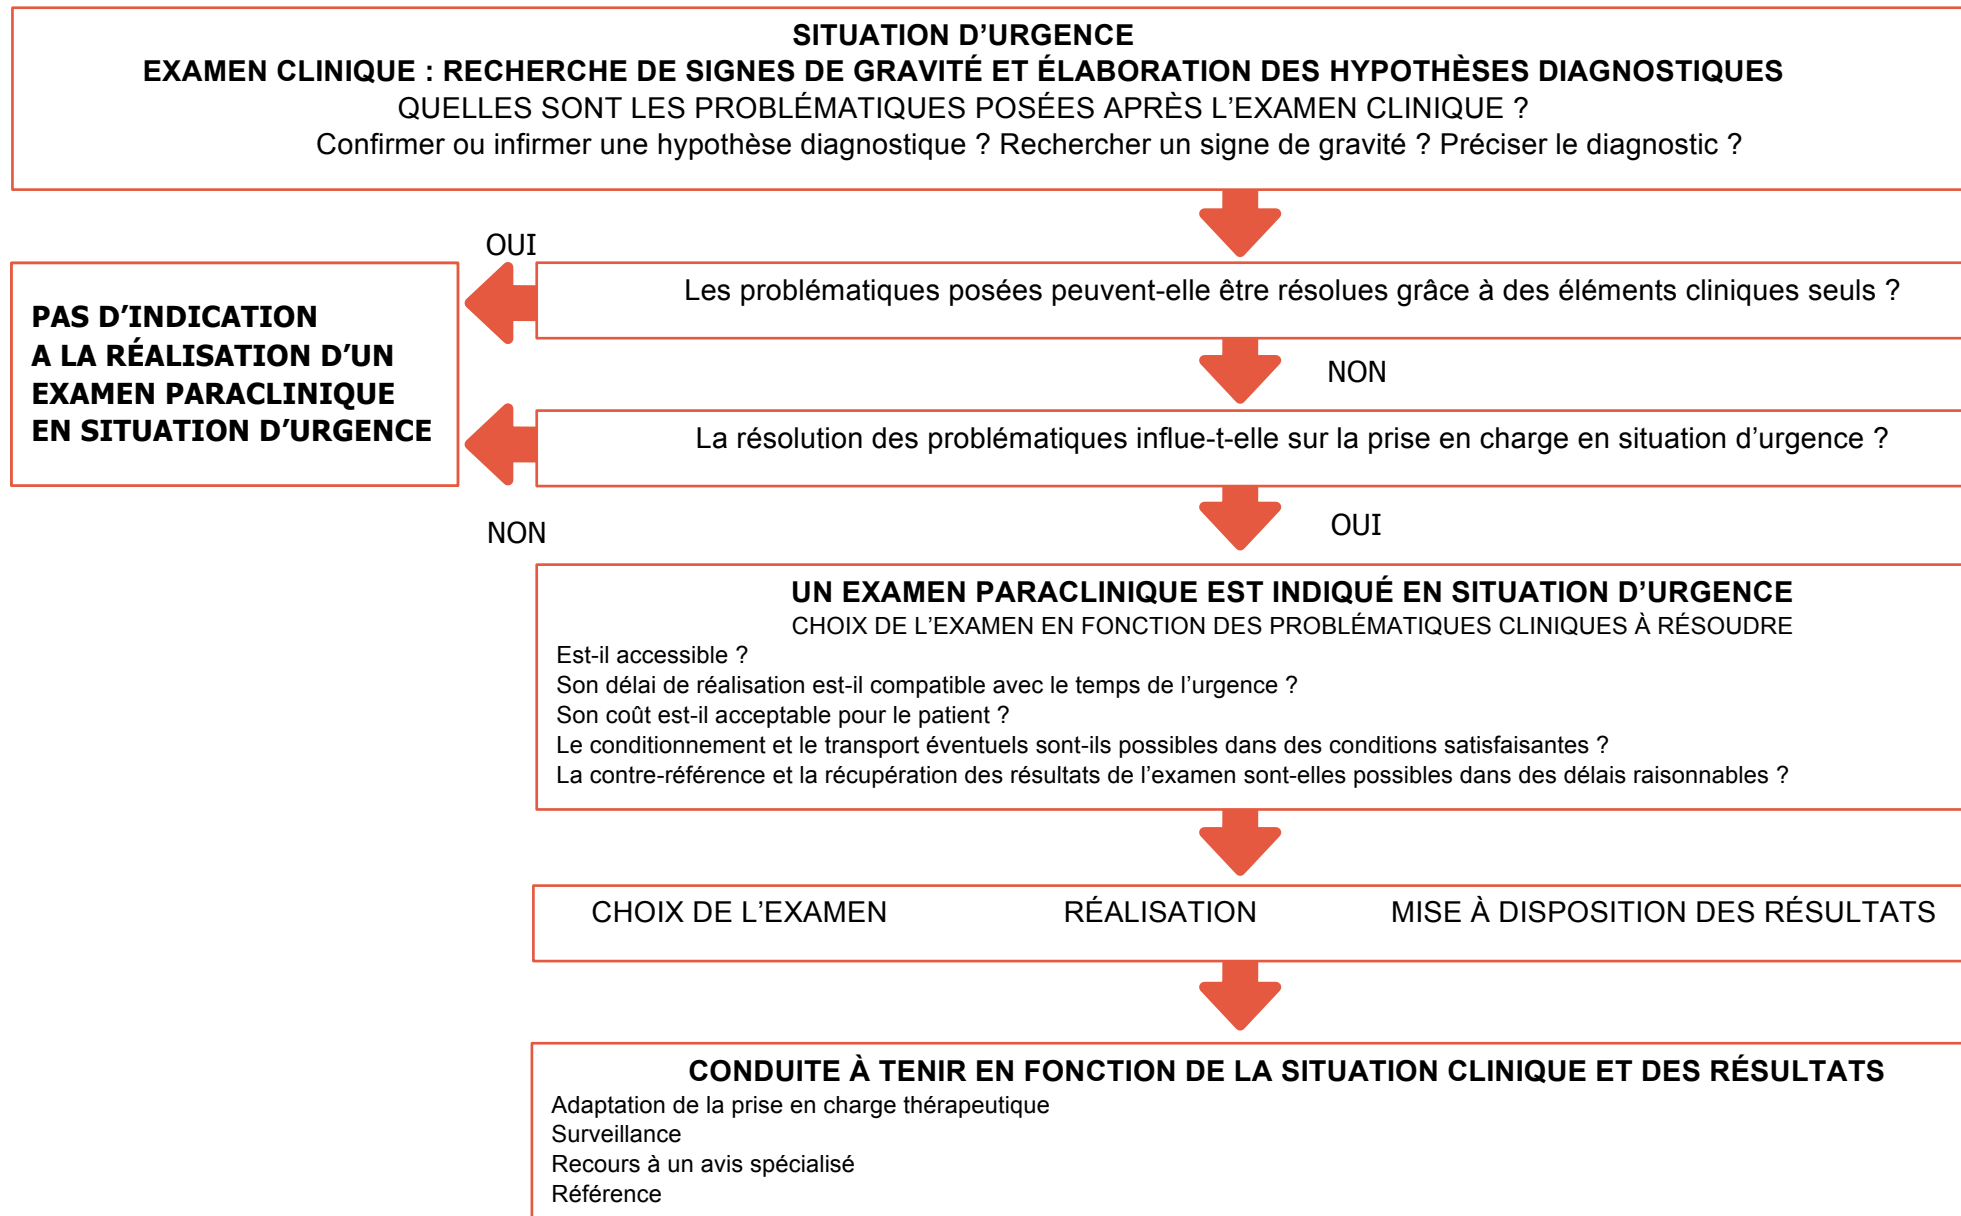 SITUATION D’URGENCE
EXAMEN CLINIQUE : RECHERCHE DE SIGNES DE GRAVITÉ ET ÉLABORATION DES HYPOTHÈSES DIAGNOSTIQUES
QUELLES SONT LES PROBLÉMATIQUES POSÉES APRÈS L’EXAMEN CLINIQUE ?
Confirmer ou infirmer une hypothèse diagnostique ? Rechercher un signe de gravité ? Préciser le diagnostic ?
OUI
Les problématiques posées peuvent-elle être résolues grâce à des éléments cliniques seuls ?
PAS D’INDICATION
A LA RÉALISATION D’UN
EXAMEN PARACLINIQUE
EN SITUATION D’URGENCE
NON
La résolution des problématiques influe-t-elle sur la prise en charge en situation d’urgence ?
NON
OUI
UN EXAMEN PARACLINIQUE EST INDIQUÉ EN SITUATION D’URGENCE
CHOIX DE L’EXAMEN EN FONCTION DES PROBLÉMATIQUES CLINIQUES À RÉSOUDRE
Est-il accessible ?
Son délai de réalisation est-il compatible avec le temps de l’urgence ?
Son coût est-il acceptable pour le patient ?
Le conditionnement et le transport éventuels sont-ils possibles dans des conditions satisfaisantes ?
La contre-référence et la récupération des résultats de l’examen sont-elles possibles dans des délais raisonnables ?
CHOIX DE L’EXAMEN RÉALISATION MISE À DISPOSITION DES RÉSULTATS
CONDUITE À TENIR EN FONCTION DE LA SITUATION CLINIQUE ET DES RÉSULTATS
Adaptation de la prise en charge thérapeutique
Surveillance
Recours à un avis spécialisé
Référence